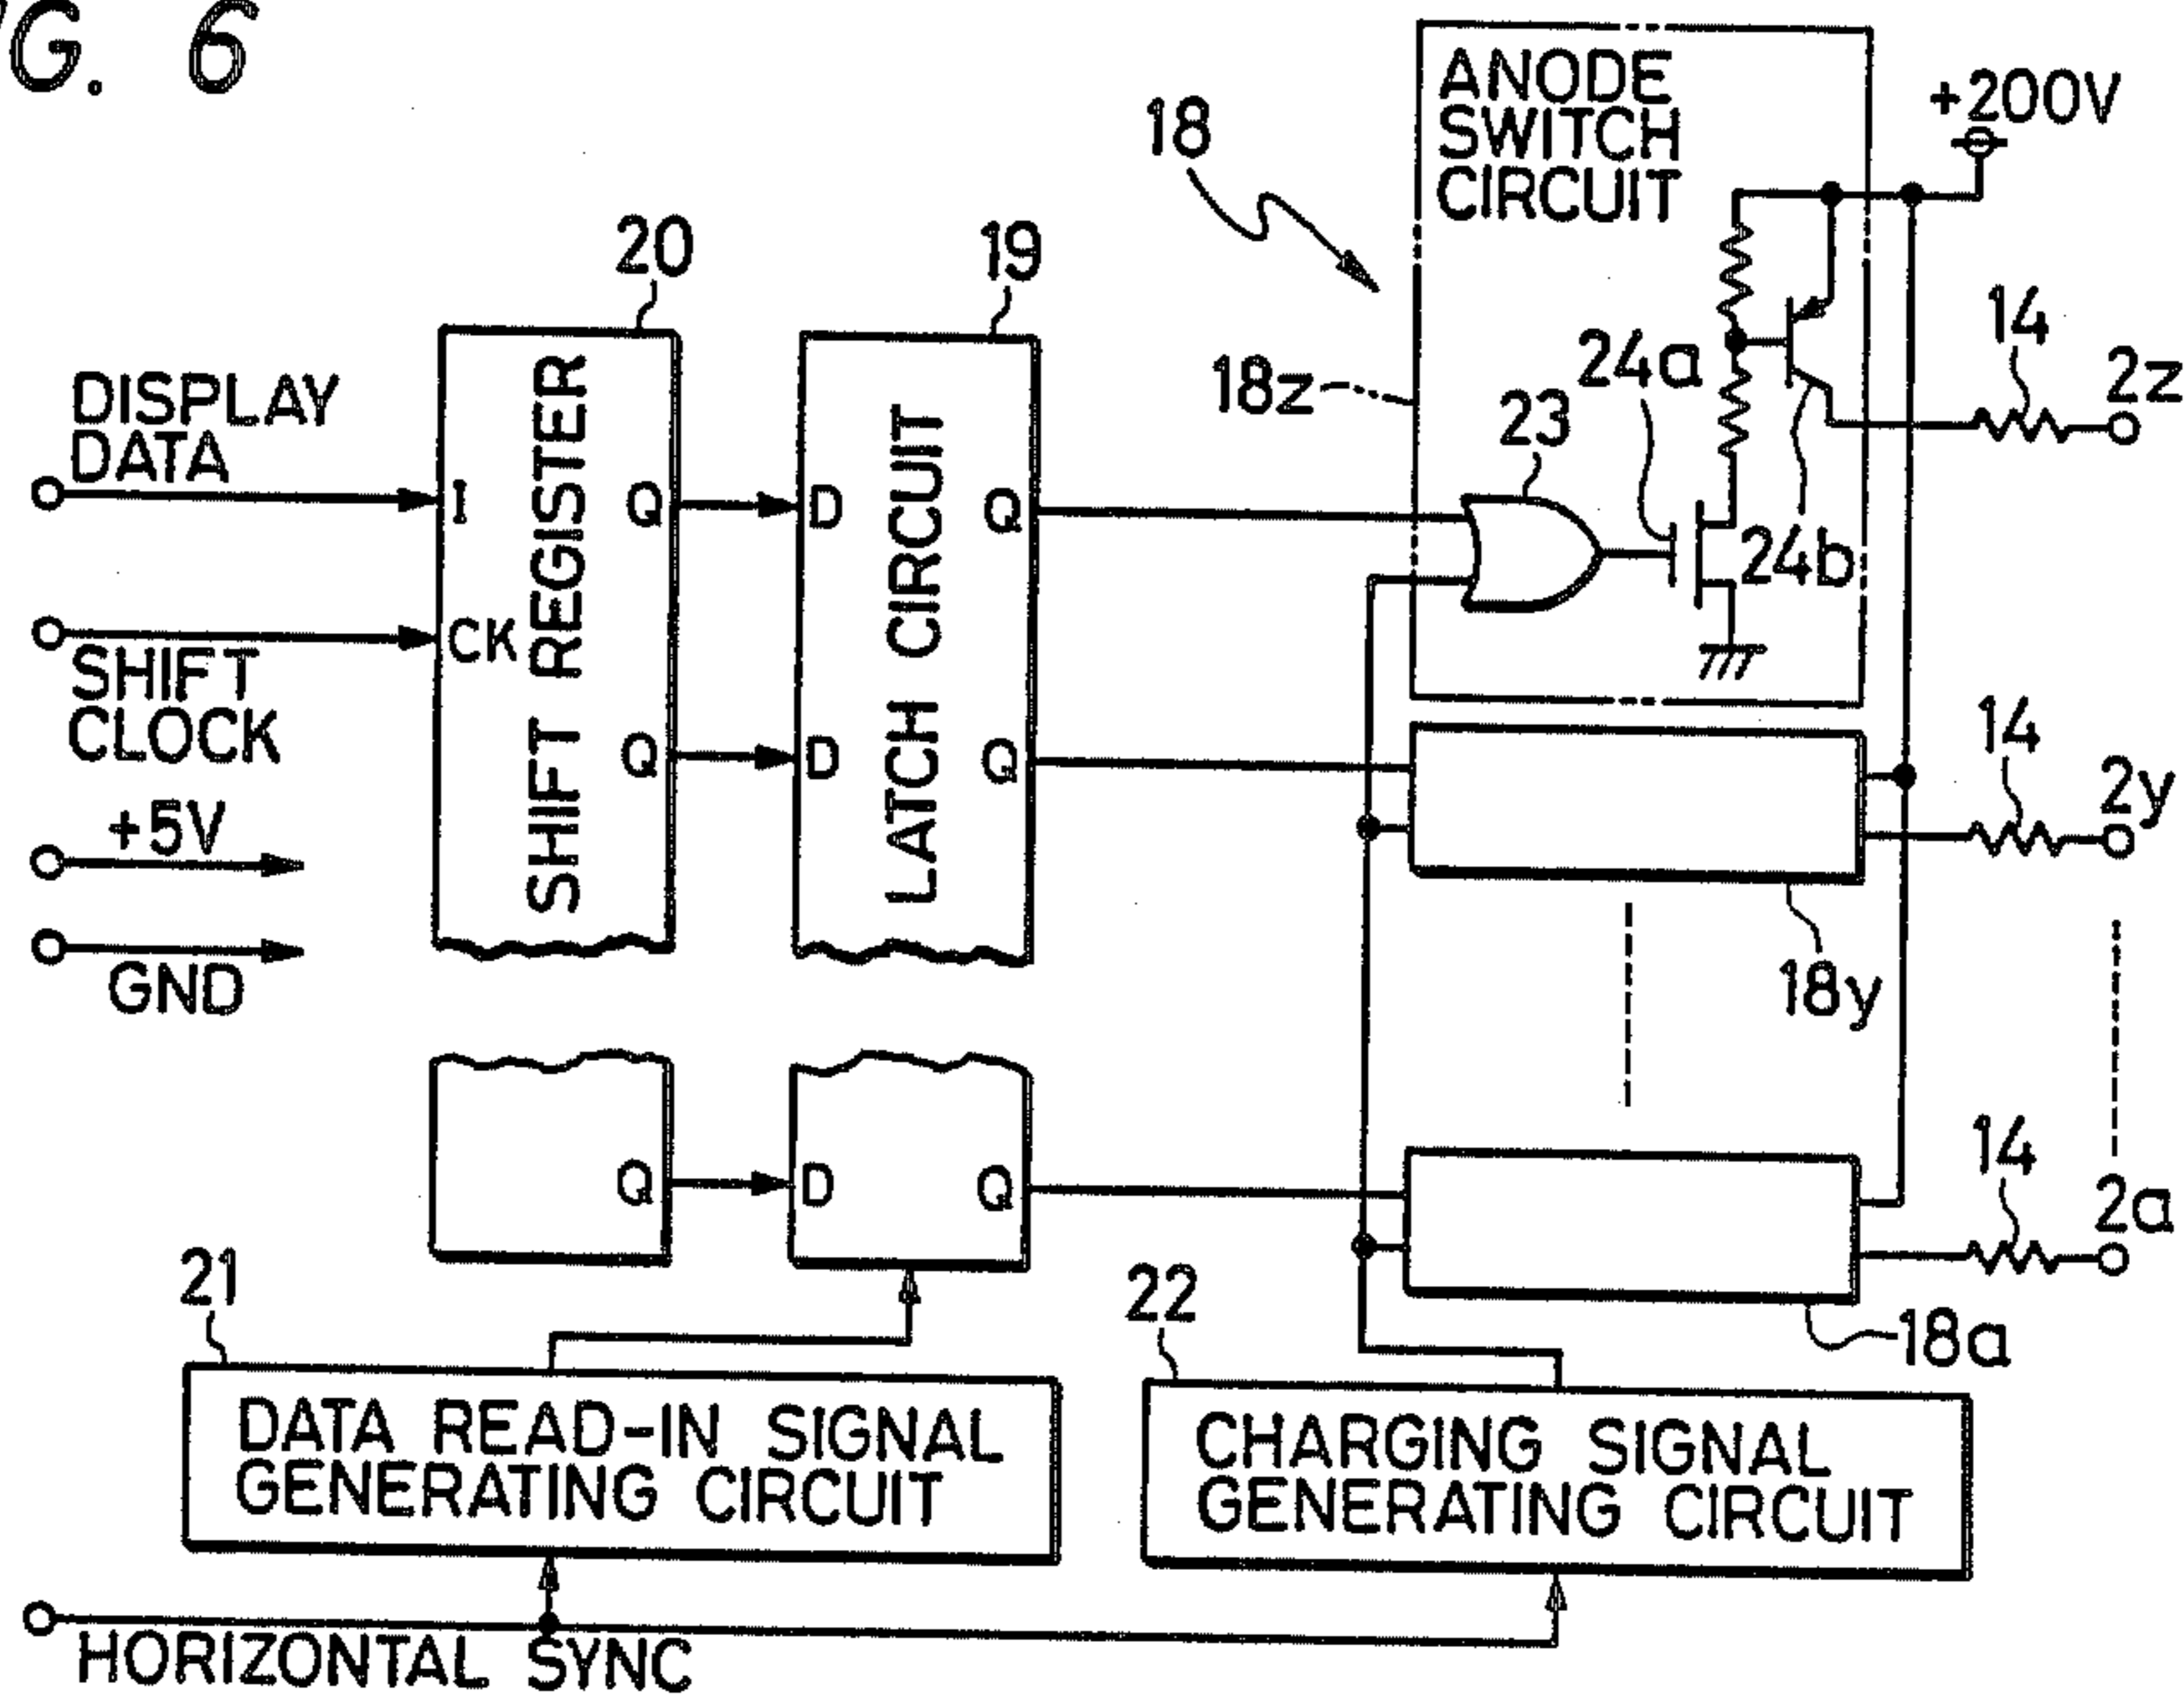 G. 6
ANODE
SWITCH
CIRCUIT
+200V
18
20
19
14
2z
24a
18z
23
DISPLAY
DATA
I
Q
D
Q
24b
SHIFT REGISTER
LATCH CIRCUIT
CK
SHIFT
CLOCK
Q
D
Q
14
2y
+5V
GND
18y
14
Q
D
Q
2a
21
22
18a
DATA READ-IN SIGNAL
GENERATING CIRCUIT
CHARGING SIGNAL
GENERATING CIRCUIT
HORIZONTAL SYNC